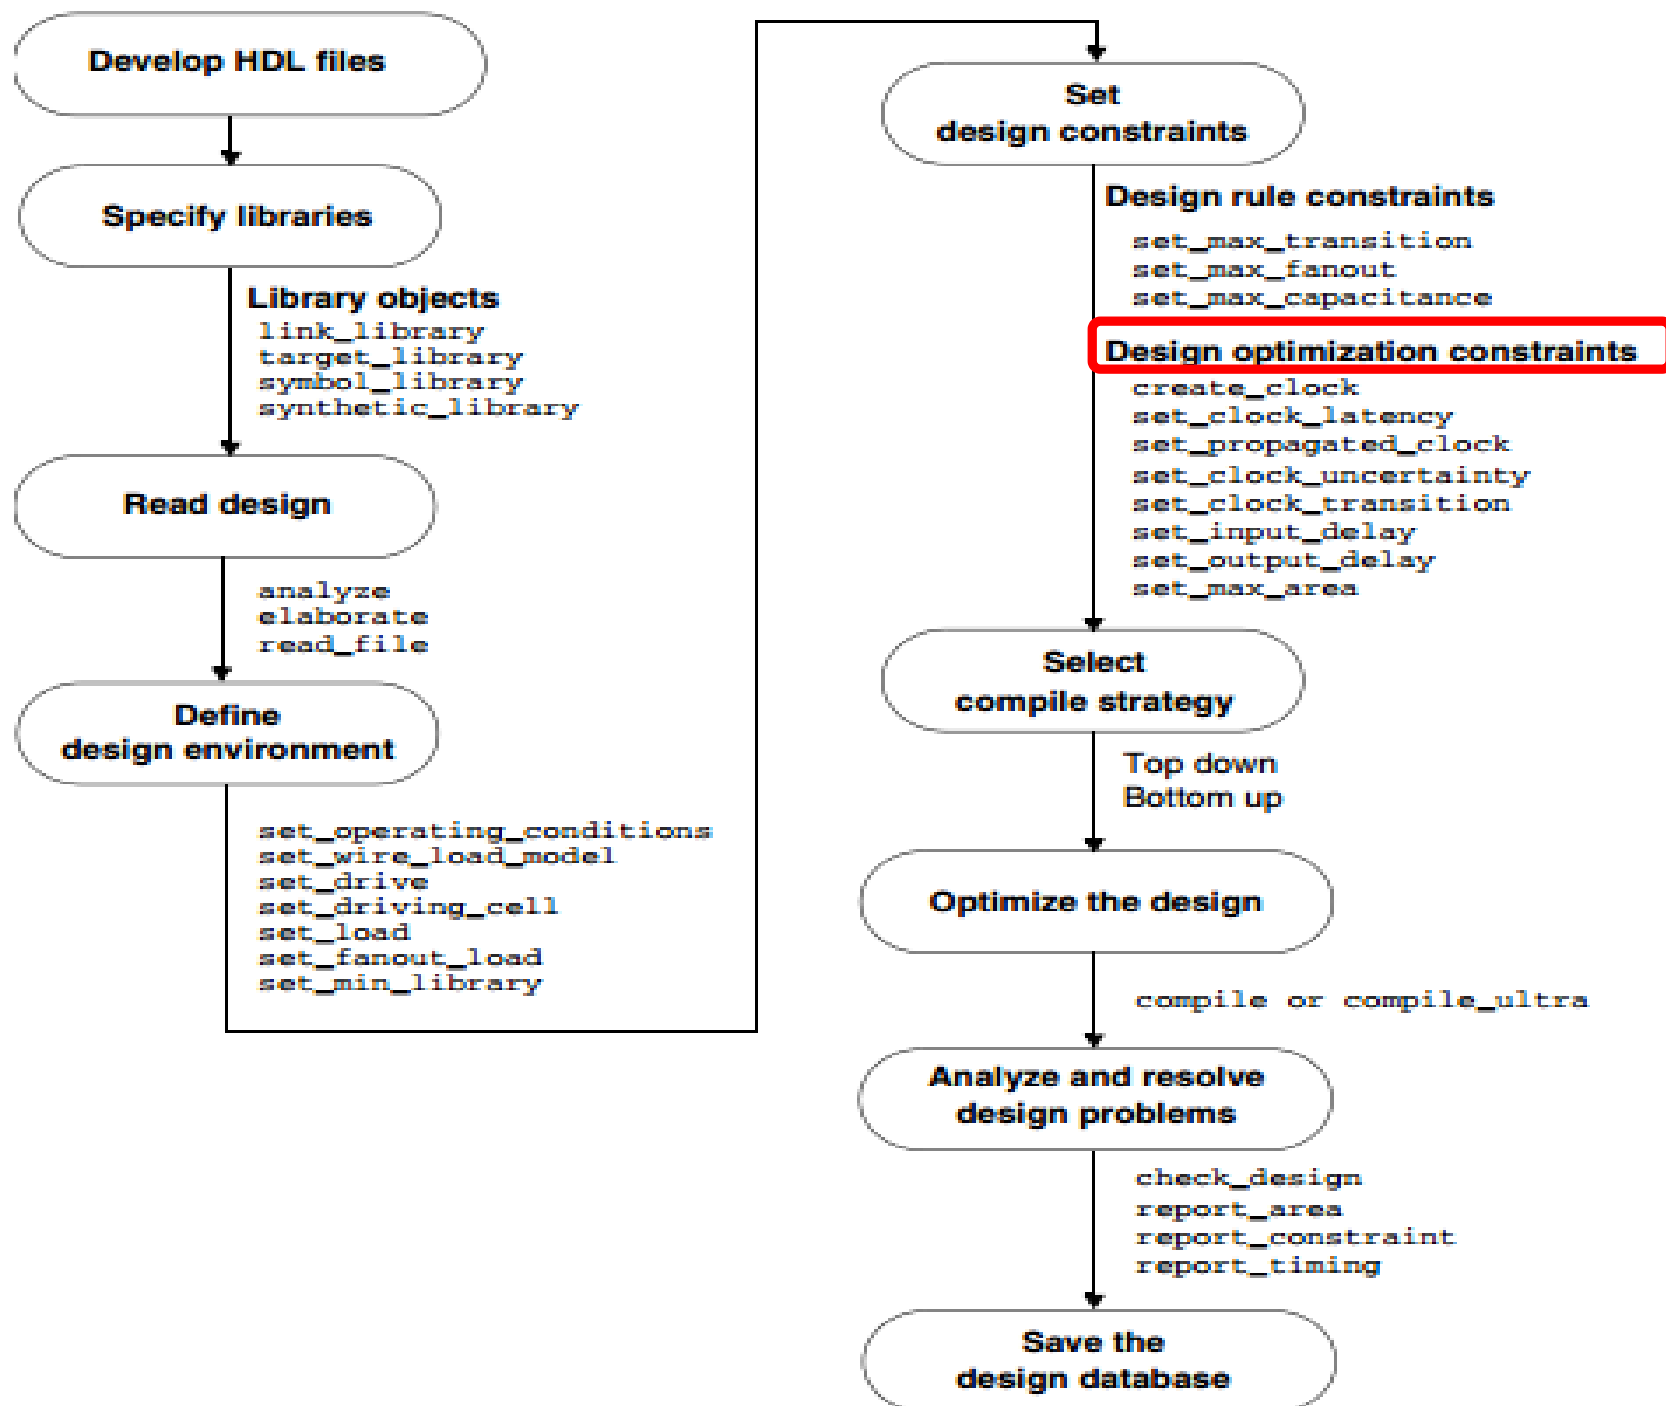 Develop HDL files
Specify libraries
Library objects
link_library
target_library
symbol_library
synthetic_library
Read design
analyze
elaborate
read_file
Define
design environment
set_operating_conditions
set_wire_load_model
set_drive
set_driving_cell
set_load
set_fanout_load
set_min_library
Set
design constraints
Design rule constraints
set_max_transition
set_max_fanout
set_max_capacitance
Design optimization constraints
create_clock
set_clock_latency
set_propagated_clock
set_clock_uncertainty
set_clock_transition
set_input_delay
set_output_delay
set_max_area
Select
compile strategy
Top down
Bottom up
Optimize the design
compile or compile_ultra
Analyze and resolve
design problems
check_design
report_area
report_constraint
report_timing
Save the
design database